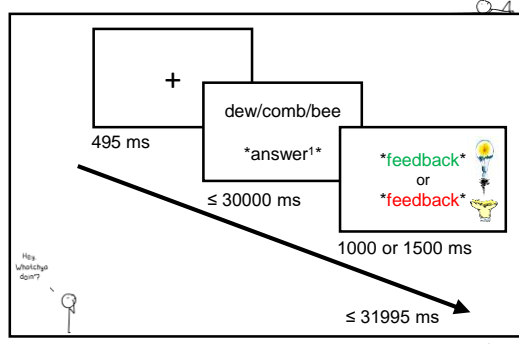 +
dew/comb/bee
*answer¹*
495 ms
*feedback*
or
*feedback*
≤ 30000 ms
1000 or 1500 ms
Hey.
Whatchya
doin'?
≤ 31995 ms